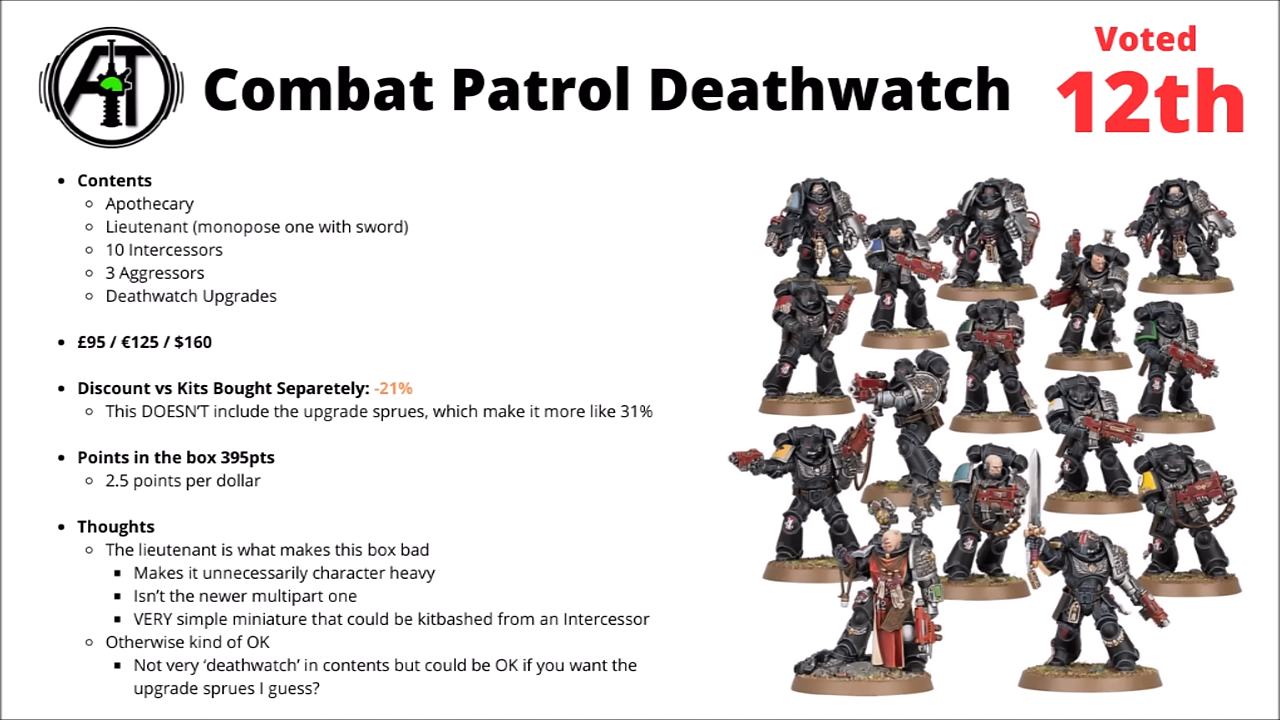 AT
Combat Patrol Deathwatch
Voted
12th
• Contents
○ Apothecary
○ Lieutenant (monopose one with sword)
○ 10 Intercessors
○ 3 Aggressors
○ Deathwatch Upgrades
• £95 / €125 / $160
• Discount vs Kits Bought Separetely: -21%
○ This DOESN'T include the upgrade sprues, which make it more like 31%
• Points in the box 395pts
○ 2.5 points per dollar
• Thoughts
○ The lieutenant is what makes this box bad
▪ Makes it unnecessarily character heavy
▪ Isn't the newer multipart one
▪ VERY simple miniature that could be kitbashed from an Intercessor
○ Otherwise kind of OK
▪ Not very 'deathwatch' in contents but could be OK if you want the
upgrade sprues I guess?